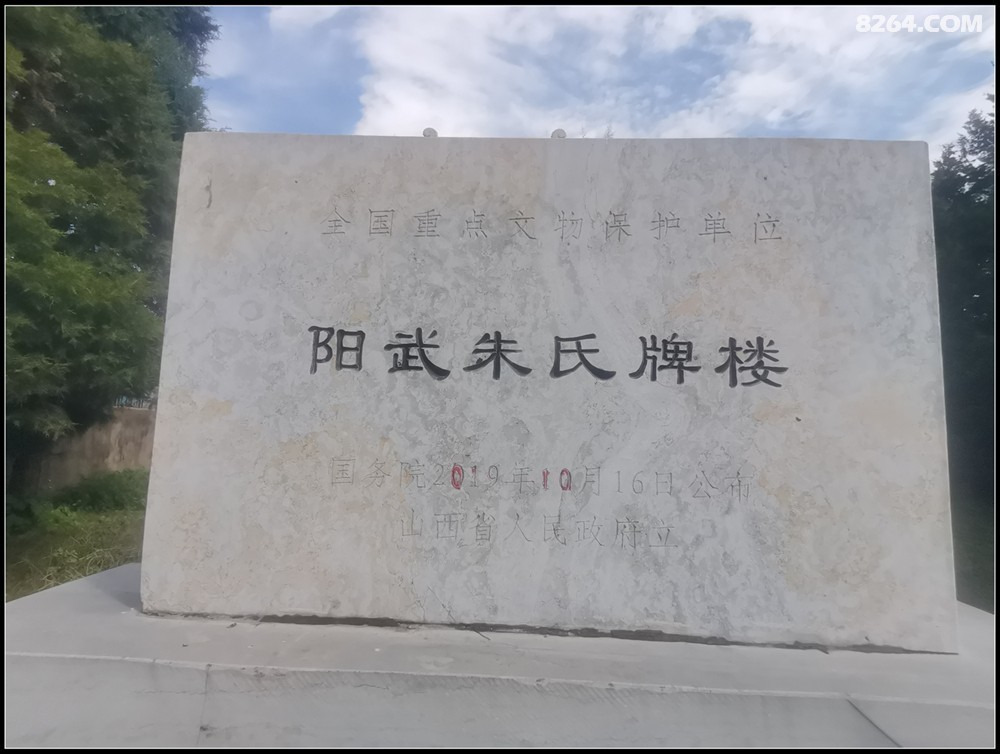 8264.COM
全国重点文物保护单位
阳武朱氏牌楼
国务院2019年10月16日公布
山西省人民政府立